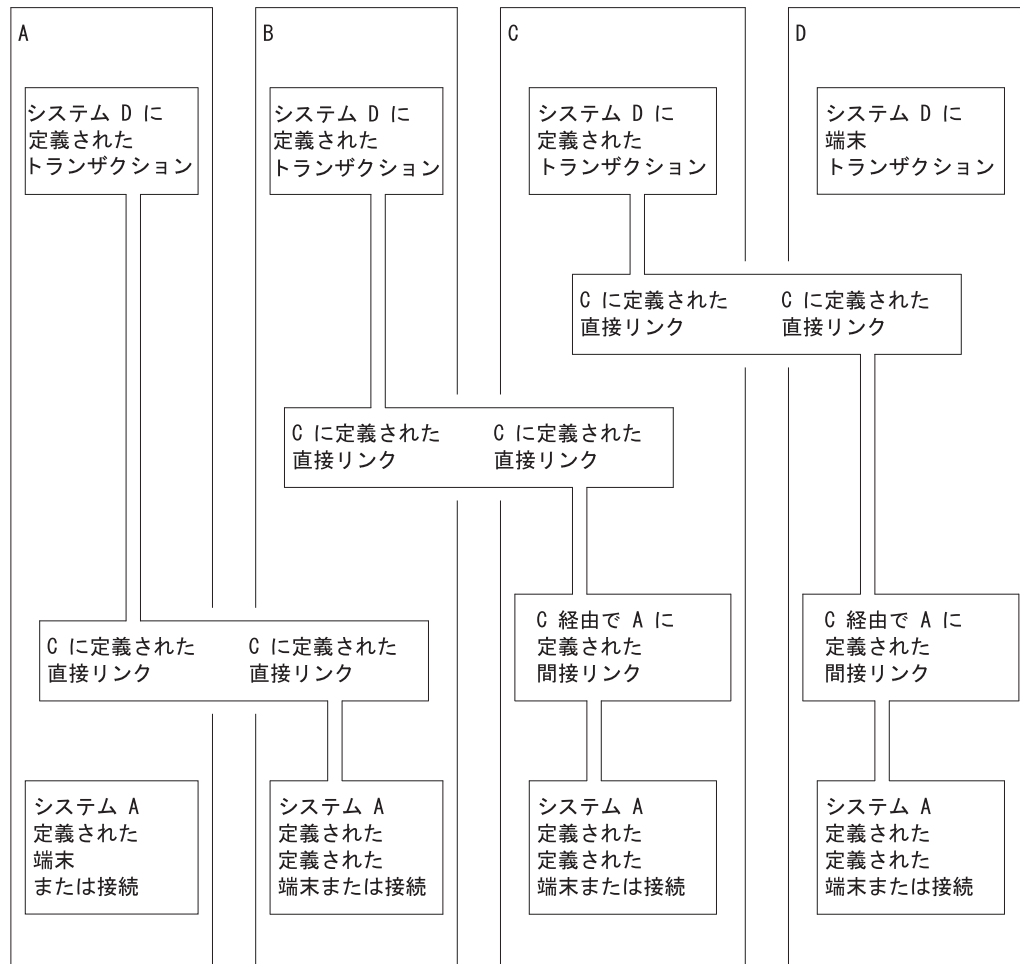 A
B
C
D
システム D に
定義された
トランザクション
システム D に
定義された
トランザクション
システム D に
定義された
トランザクション
システム D に
端末
トランザクション
C に定義された
直接リンク
C に定義された
直接リンク
C に定義された
直接リンク
C に定義された
直接リンク
C に定義された
直接リンク
C に定義された
直接リンク
C 経由で A に
定義された
間接リンク
C 経由で A に
定義された
間接リンク
システム A
定義された
端末
または接続
システム A
定義された
定義された
端末または接続
システム A
定義された
定義された
端末または接続
システム A
定義された
定義された
端末または接続